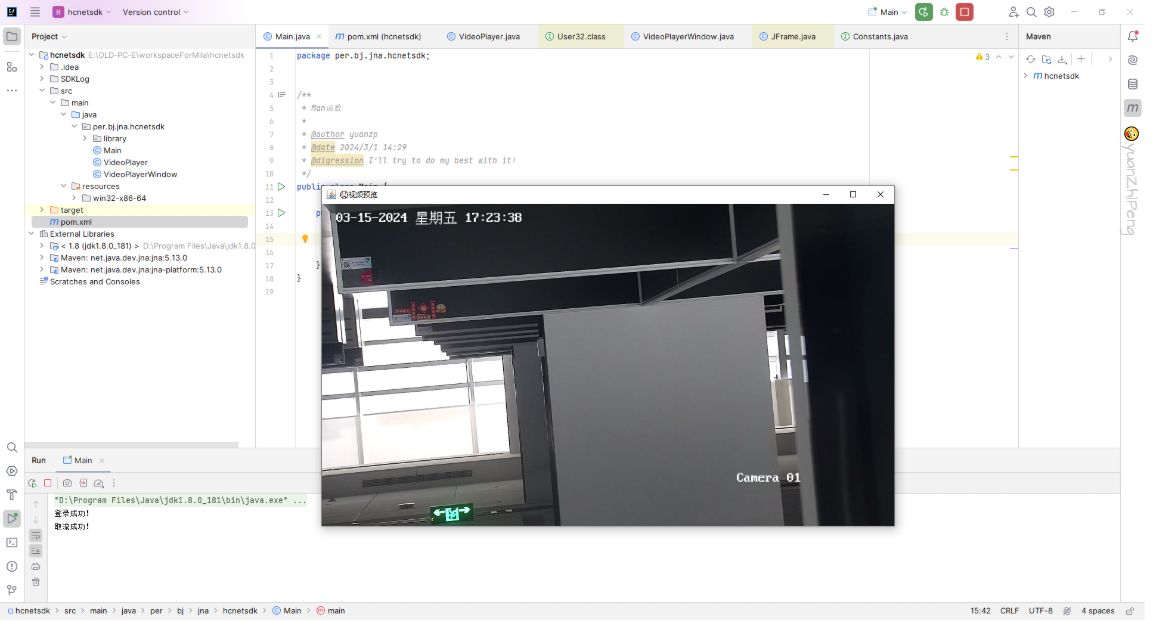 H hcnetsdk Version control
Main
Project
Main.java
pom.xml (hcnetsdk)
VideoPlayer.java
User32.class
VideoPlayerWindow.java
JFrame.java
Constants.java
Maven
hcnetsdk E:\OLD-PC-E\workspaceForMila\hcnetsdk
.idea
SDKLog
src
main
java
per.bj.jna.hcnetsdk
library
Main
VideoPlayer
VideoPlayerWindow
resources
win32-x86-64
target
pom.xml
External Libraries
< 1.8 (jdk1.8.0_181) > D:\Program Files\Java\jdk1.8.0
Maven: net.java.dev.jna:jna:5.13.0
Maven: net.java.dev.jna:jna-platform:5.13.0
Scratches and Consoles
1 package per.bj.jna.hcnetsdk;
2
3
4 /**
5 * Man函数
6 *
7 * @author yuanzp
8 * @date 2024/3/1 14:29
9 * @digression I'll try to do my best with it!
10 */
11 public class Main {
12
13 p
14
15
16
17 }
18 }
19
3
hcnetsdk
yuanZhiPeng
视频预览
03-15-2024 星期五 17:23:38
Camera 01
Run Main
"D:\Program Files\Java\jdk1.8.0_181\bin\java.exe" ...
登录成功!
取流成功!
hcnetsdk > src > main > java > per > bj > jna > hcnetsdk > Main > main
15:42 CRLF UTF-8 4 spaces